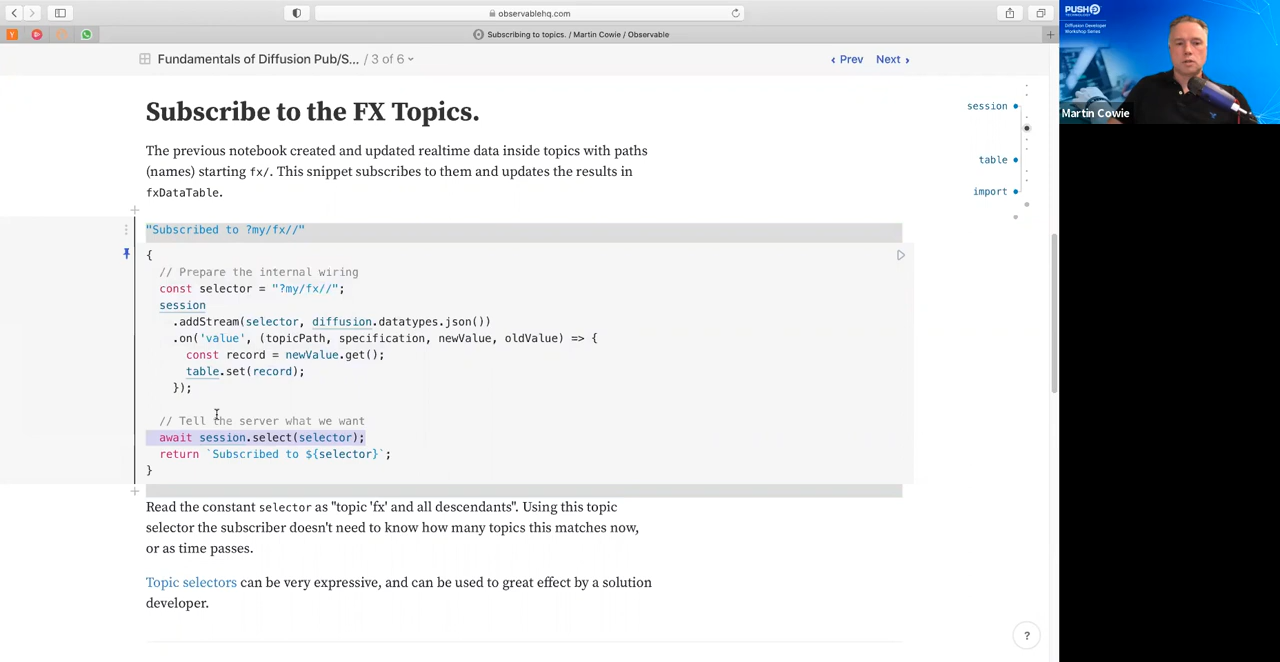 observablehq.com
Subscribing to topics. / Martin Cowie / Observable
Fundamentals of Diffusion Pub/S... / 3 of 6
‹ Prev Next ›
Subscribe to the FX Topics.
The previous notebook created and updated realtime data inside topics with paths
(names) starting fx/. This snippet subscribes to them and updates the results in
fxDataTable.
"Subscribed to ?my/fx//"
{
// Prepare the internal wiring
const selector = "?my/fx//";
session
.addStream(selector, diffusion.datatypes.json())
.on('value', (topicPath, specification, newValue, oldValue) => {
const record = newValue.get();
table.set(record);
});
// Tell the server what we want
await session.select(selector);
return `Subscribed to ${selector}`;
}
Read the constant selector as "topic 'fx' and all descendants". Using this topic
selector the subscriber doesn't need to know how many topics this matches now,
or as time passes.
Topic selectors can be very expressive, and can be used to great effect by a solution
developer.
session
table
import
?
PUSH
TECHNOLOGY
Diffusion Developer
Workshop Series
Martin Cowie